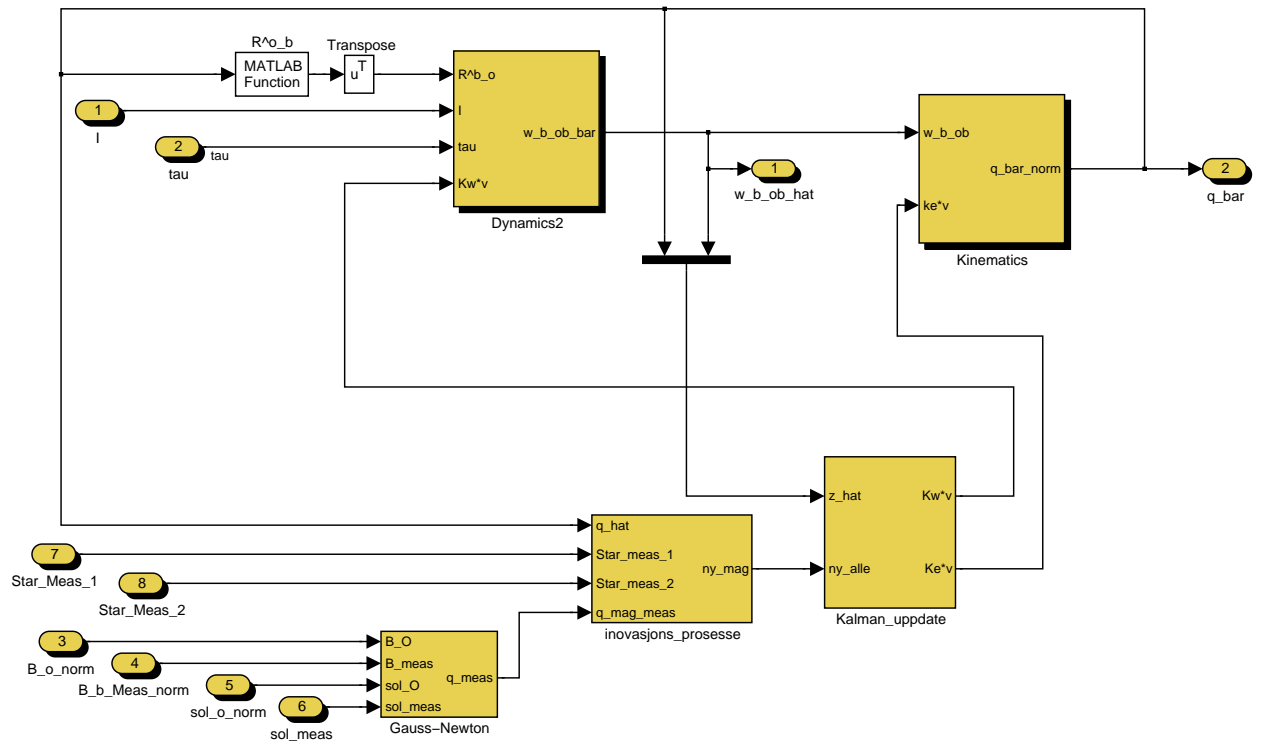 R^o_b
MATLAB
Function
Transpose
u^T
R^b_o
I
tau
Kw*v
w_b_ob_bar
Dynamics2
1
I
2
tau
tau
1
w_b_ob_hat
w_b_ob
ke*v
q_bar_norm
Kinematics
2
q_bar
z_hat
ny_alle
Kw*v
Ke*v
Kalman_uppdate
q_hat
Star_meas_1
Star_meas_2
q_mag_meas
ny_mag
inovasjons_prosesse
7
Star_Meas_1
8
Star_Meas_2
3
B_o_norm
4
B_b_Meas_norm
5
sol_o_norm
6
sol_meas
B_O
B_meas
sol_O
sol_meas
q_meas
Gauss−Newton